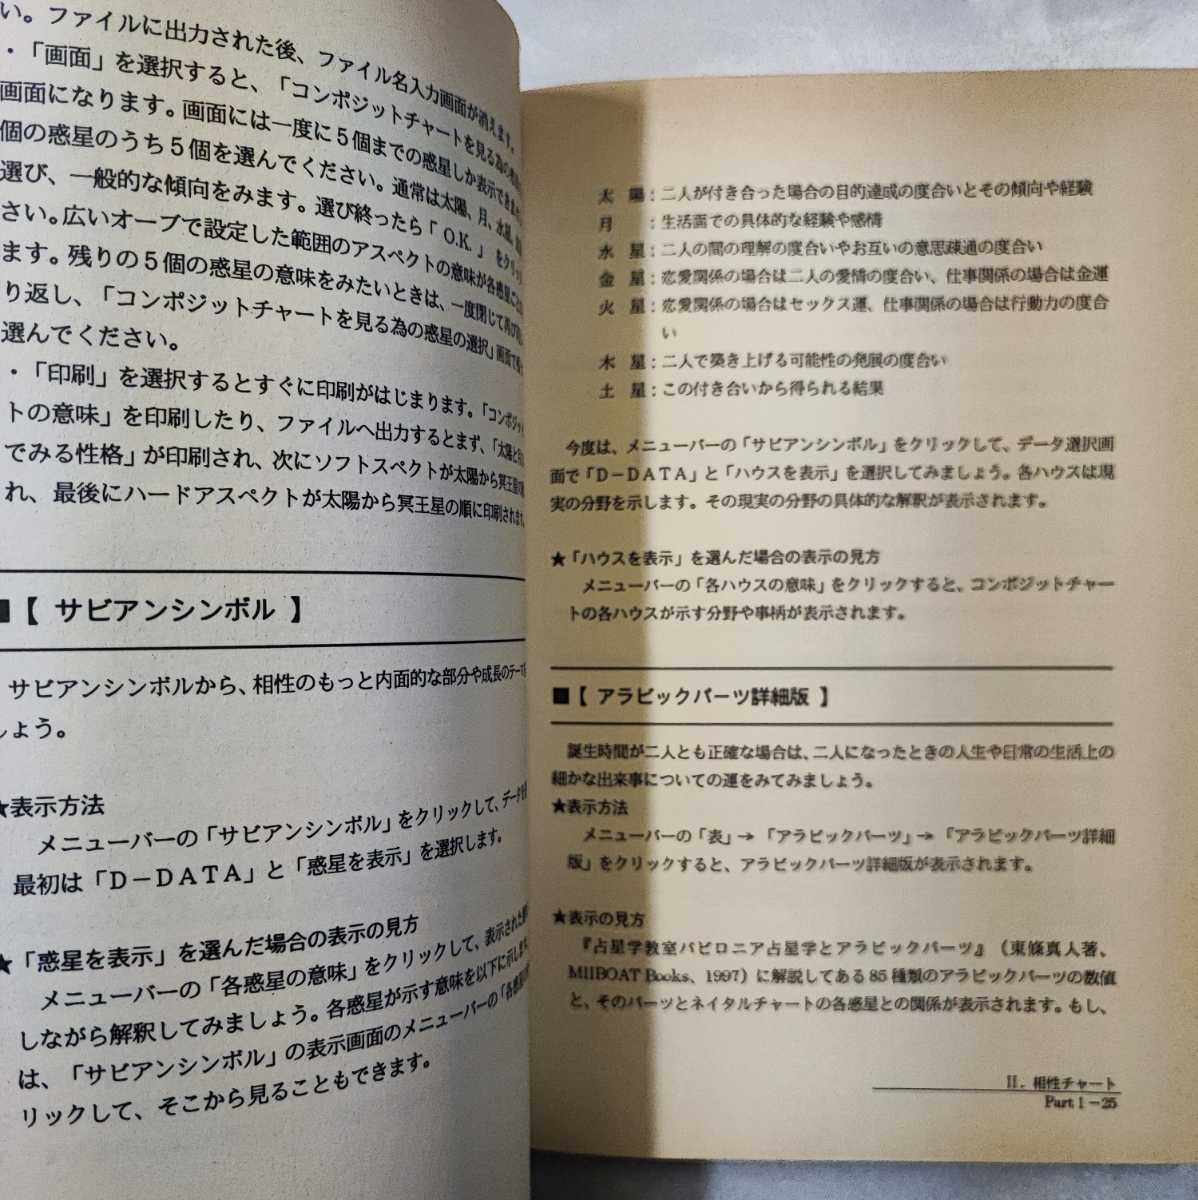 い。ファイルに出力された後、ファイル名入力画面が消えます。
・「画面」を選択すると、「コンポジットチャートを見る為の
画面になります。画面には一度に5個までの惑星しか表示でき
個の惑星のうち5個を選んでください。通常は太陽、月、水星、
選び、一般的な傾向をみます。選び終ったら「O.K.」をクリッ
さい。広いオーブで設定した範囲のアスペクトの意味が各惑星ごとに
ます。残りの5個の惑星の意味をみたいときは、一度閉じて再び
り返し、「コンポジットチャートを見る為の惑星の選択」画面で
選んでください。
・「印刷」を選択するとすぐに印刷がはじまります。「コンポジッ
トの意味」を印刷したり、ファイルへ出力するとまず、「太陽と
でみる性格」が印刷され、次にソフトスペクトが太陽から冥王星の
れ、最後にハードアスペクトが太陽から冥王星の順に印刷されます。
■【 サビアンシンボル 】
サビアンシンボルから、相性のもっと内面的な部分や成長のテーマを
しょう。
★表示方法
メニューバーの「サビアンシンボル」をクリックして、データ
最初は「D−DATA」と「惑星を表示」を選択します。
★「惑星を表示」を選んだ場合の表示の見方
メニューバーの「各惑星の意味」をクリックして、表示された
しながら解釈してみましょう。各惑星が示す意味を以下に示します
は、「サビアンシンボル」の表示画面のメニューバーの「各惑星の
リックして、そこから見ることもできます。
太 陽：二人が付き合った場合の目的達成の度合いとその傾向や経験
月 ：生活面での具体的な経験や感情
水 星：二人の間の理解の度合いやお互いの意思疎通の度合い
金 星：恋愛関係の場合は二人の愛情の度合い、仕事関係の場合は金運
火 星：恋愛関係の場合はセックス運、仕事関係の場合は行動力の度合
い
木 星：二人で築き上げる可能性の発展の度合い
土 星：この付き合いから得られる結果
今度は、メニューバーの「サビアンシンボル」をクリックして、データ選択画
面で「D−DATA」と「ハウスを表示」を選択してみましょう。各ハウスは現
実の分野を示します。その現実の分野の具体的な解釈が表示されます。
★「ハウスを表示」を選んだ場合の表示の見方
メニューバーの「各ハウスの意味」をクリックすると、コンポジットチャー
トの各ハウスが示す分野や事柄が表示されます。
■【 アラビックパーツ詳細版 】
誕生時間が二人とも正確な場合は、二人になったときの人生や日常の生活上の
細かな出来事についての運をみてみましょう。
★表示方法
メニューバーの「表」→「アラビックパーツ」→「アラビックパーツ詳細
版」をクリックすると、アラビックパーツ詳細版が表示されます。
★表示の見方
『占星学教室バビロニア占星学とアラビックパーツ』（東條真人著、
MIIBOAT Books、1997）に解説してある85種類のアラビックパーツの数値
と、そのパーツとネイタルチャートの各惑星との関係が表示されます。もし、
II．相性チャート
Part 1−25